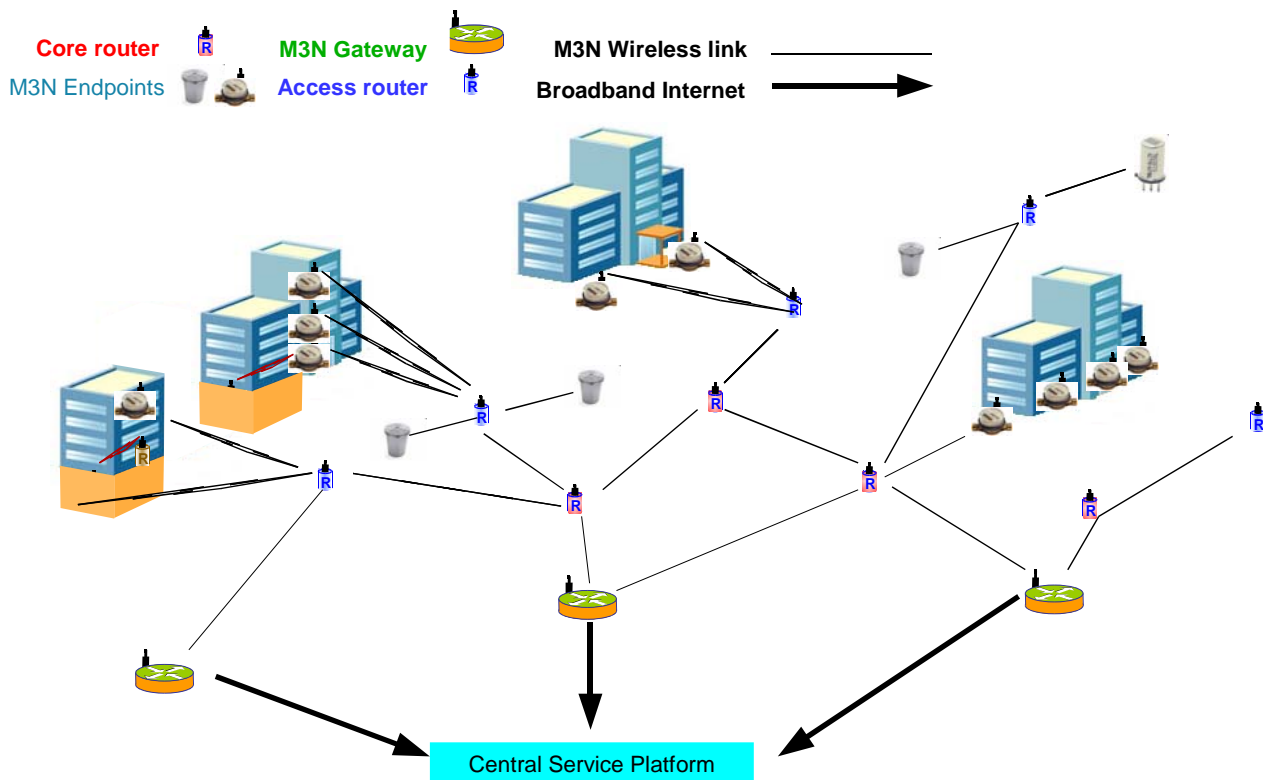 Core router R M3N Gateway M3N Wireless link
M3N Endpoints Access router R Broadband Internet
R
R
R
R
R
R
R
R
R
R
Central Service Platform